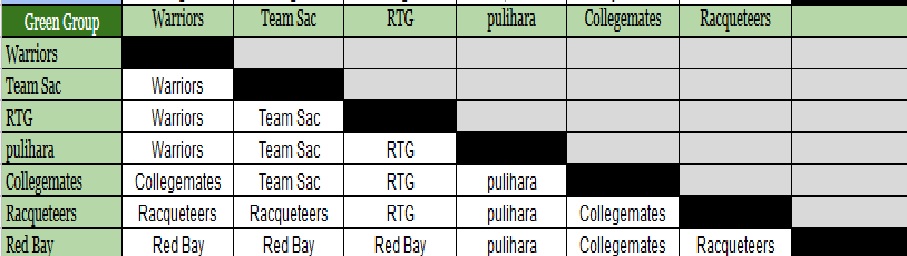 Green Group Warriors Team Sac RTG pulihara Collegemates Racqueteers
Warriors
Team Sac Warriors
RTG Warriors Team Sac
pulihara Warriors Team Sac RTG
Collegemates Collegemates Team Sac RTG pulihara
Racqueteers Racqueteers Racqueteers RTG pulihara Collegemates
Red Bay Red Bay Red Bay Red Bay pulihara Collegemates Racqueteers